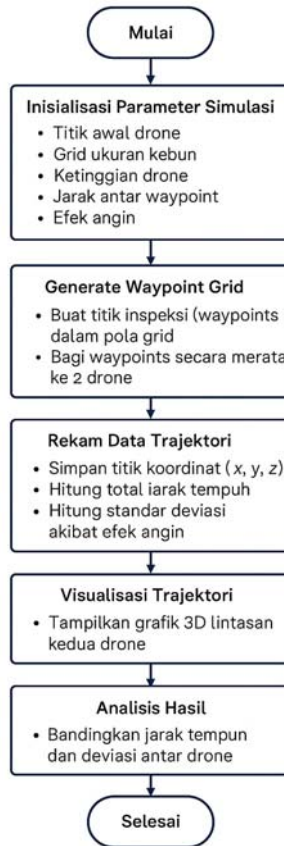 Mulai
Inisialisasi Parameter Simulasi
• Titik awal drone
• Grid ukuran kebun
• Ketinggian drone
• Jarak antar waypoint
• Efek angin
Generate Waypoint Grid
• Buat titik inspeksi (waypoints
dalam pola grid
• Bagi waypoints secara merata
ke 2 drone
Rekam Data Trajektori
• Simpan titik koordinat (x, y, z)
• Hitung total iarak tempuh
• Hitung standar deviasi
akibat efek angin
Visualisasi Trajektori
• Tampilkan grafik 3D lintasan
kedua drone
Analisis Hasil
• Bandingkan jarak tempun
dan deviasi antar drone
Selesai